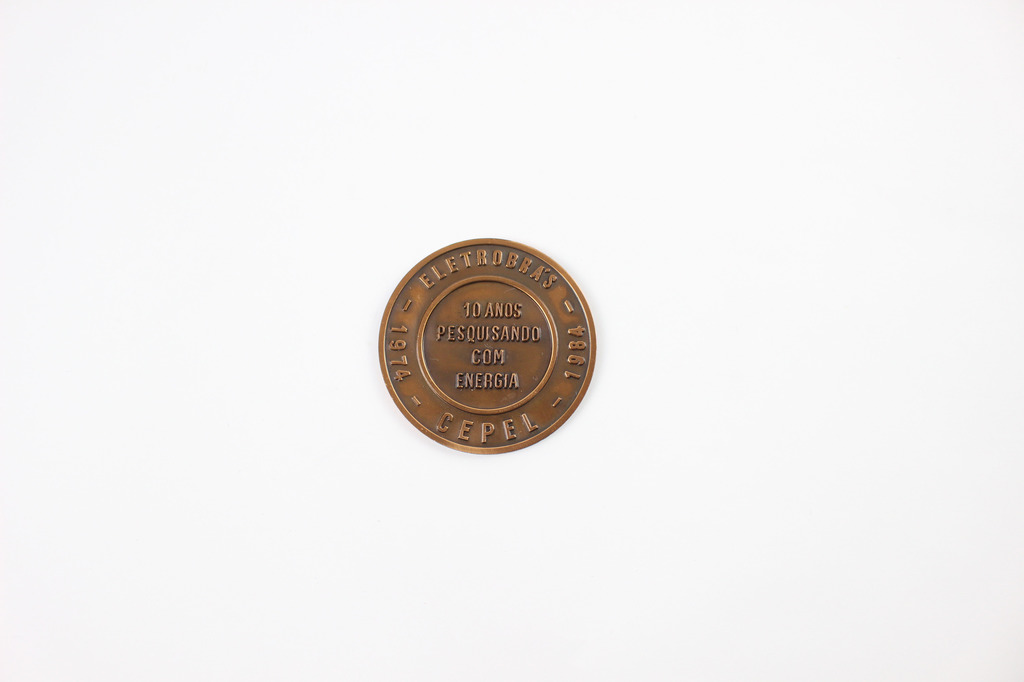 ELETROBRÁS
1974
1984
10 ANOS
PESQUISANDO
COM
ENERGIA
CEPEL